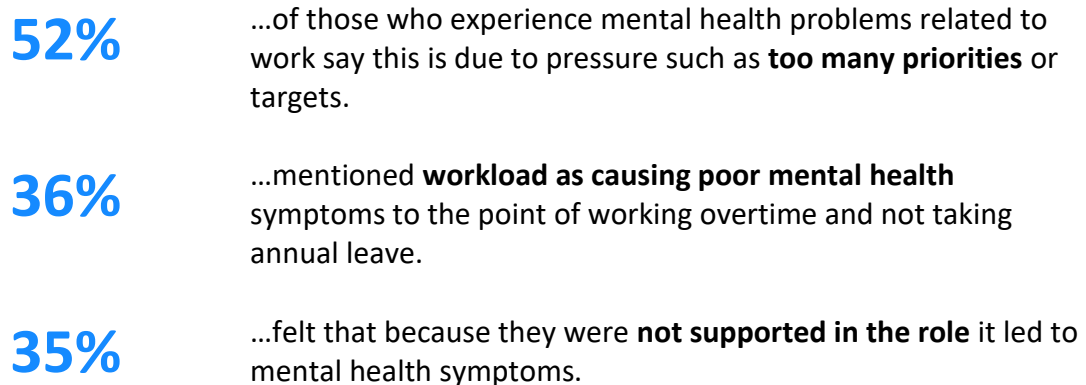 52%
…of those who experience mental health problems related to
work say this is due to pressure such as too many priorities or
targets.
36%
…mentioned workload as causing poor mental health
symptoms to the point of working overtime and not taking
annual leave.
35%
…felt that because they were not supported in the role it led to
mental health symptoms.